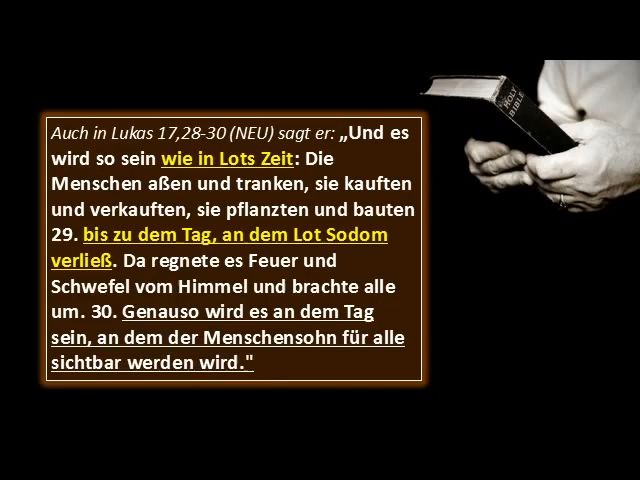 Auch in Lukas 17,28-30 (NEU) sagt er: „Und es
wird so sein wie in Lots Zeit: Die
Menschen aßen und tranken, sie kauften
und verkauften, sie pflanzten und bauten
29. bis zu dem Tag, an dem Lot Sodom
verließ. Da regnete es Feuer und
Schwefel vom Himmel und brachte alle
um. 30. Genauso wird es an dem Tag
sein, an dem der Menschensohn für alle
sichtbar werden wird."
HOLY
BIBLE